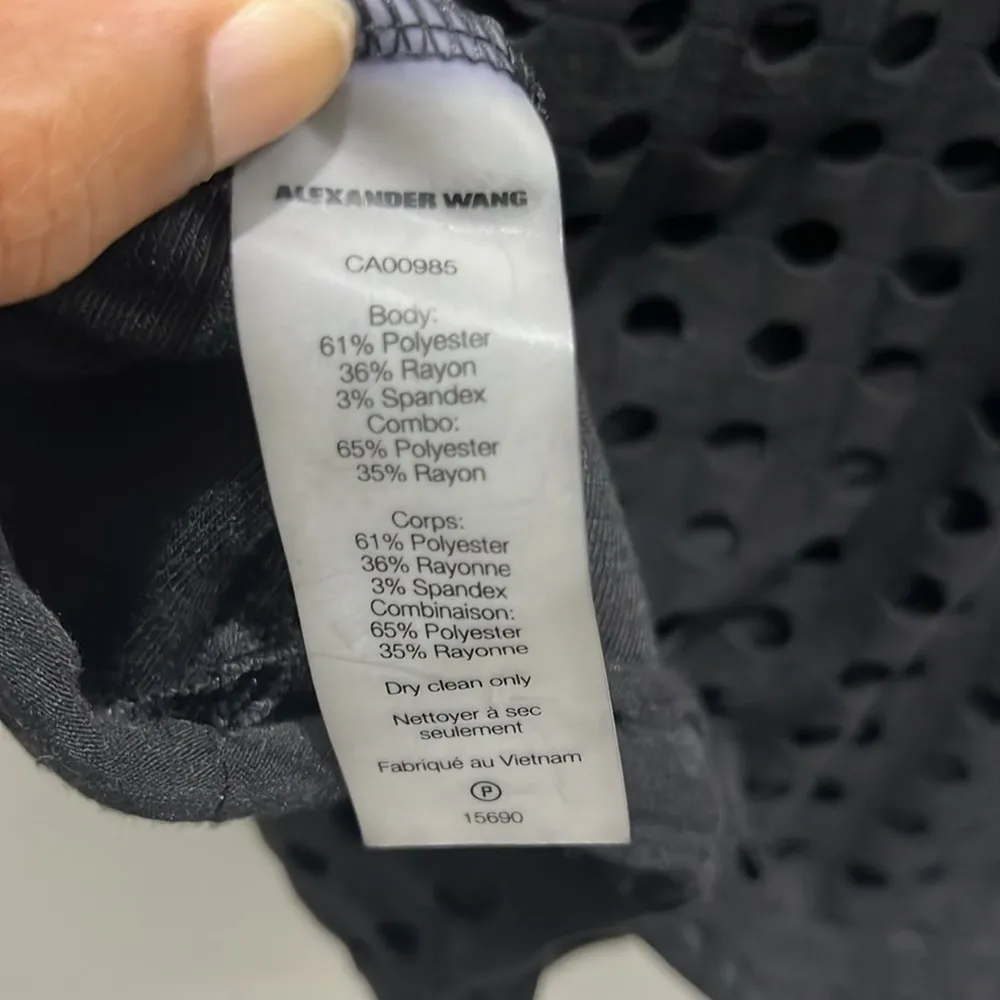 ALEXANDER WANG
CA00985
Body:
61% Polyester
36% Rayon
3% Spandex
Combo:
65% Polyester
35% Rayon
Corps:
61% Polyester
36% Rayonne
3% Spandex
Combinaison:
65% Polyester
35% Rayonne
Dry clean only
Nettoyer à sec
seulement
Fabriqué au Vietnam
P
15690